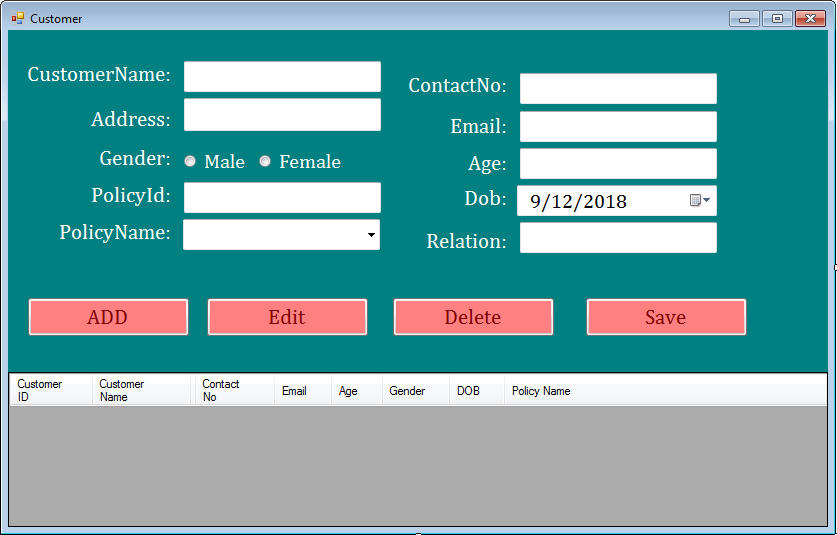 Customer
CustomerName:
Address:
Gender: Male Female
PolicyId:
PolicyName:
ContactNo:
Email:
Age:
Dob: 9/12/2018
Relation:
ADD Edit Delete Save
Customer ID
Customer Name
Contact No
Email
Age
Gender
DOB
Policy Name